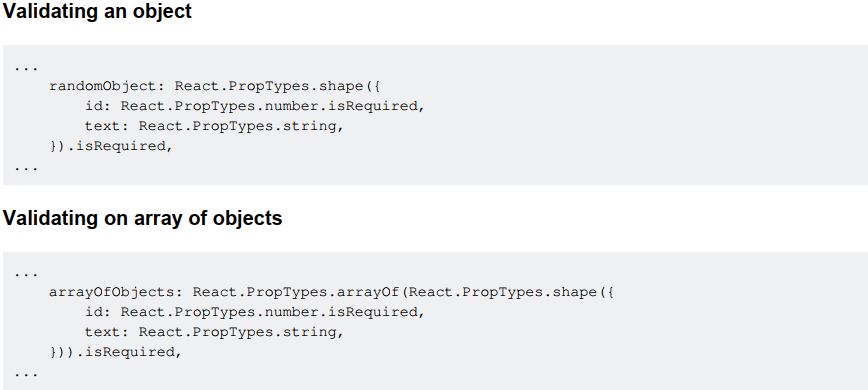 Validating an object
...
    randomObject: React.PropTypes.shape({
        id: React.PropTypes.number.isRequired,
        text: React.PropTypes.string,
    }).isRequired,
...
Validating on array of objects
...
    arrayOfObjects: React.PropTypes.arrayOf(React.PropTypes.shape({
        id: React.PropTypes.number.isRequired,
        text: React.PropTypes.string,
    })).isRequired,
...